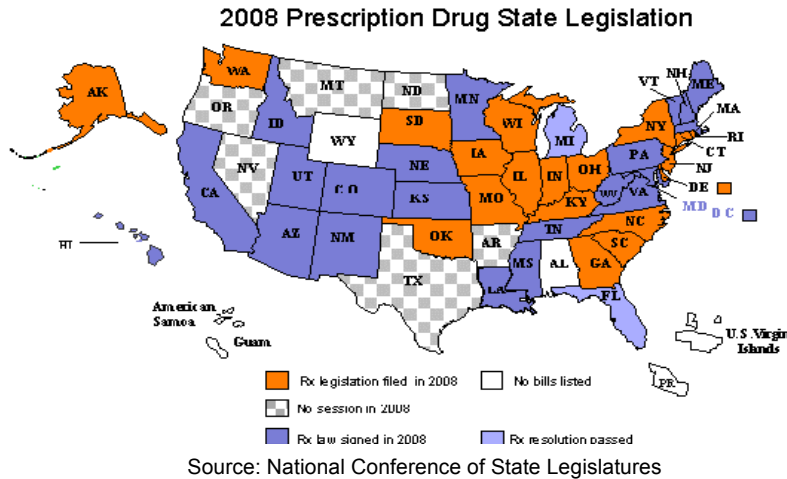 2008 Prescription Drug State Legislation
AK
WA
MT
ND
MN
OR
ID
SD
WI
MI
VT
NH
ME
MA
NY
RI
CT
WY
IA
PA
NJ
NV
NE
IL
IN
OH
DE
UT
CO
WV
VA
MD
DC
CA
KS
MO
KY
NC
TN
OK
AR
SC
AZ
NM
MS
AL
GA
HI
TX
LA
FL
American
Samoa
Guam
U.S. Virgin
Islands
PR
Rx legislation filed in 2008
No bills listed
No session in 2008
Rx law signed in 2008
Rx resolution passed
Source: National Conference of State Legislatures